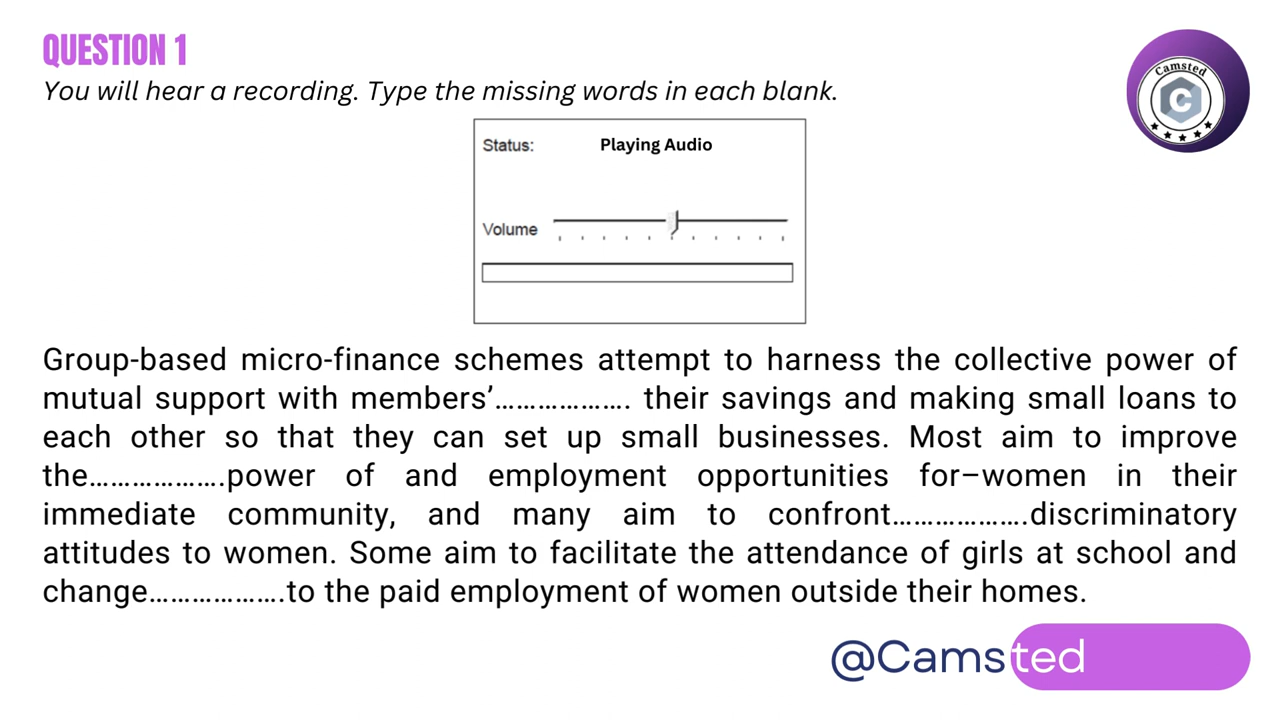 QUESTION 1
You will hear a recording. Type the missing words in each blank.
Camsted
C
Status: Playing Audio
Volume
Group-based micro-finance schemes attempt to harness the collective power of
mutual support with members’………………. their savings and making small loans to
each other so that they can set up small businesses. Most aim to improve
the……………….power of and employment opportunities for–women in their
immediate community, and many aim to confront……………….discriminatory
attitudes to women. Some aim to facilitate the attendance of girls at school and
change……………….to the paid employment of women outside their homes.
@Camsted